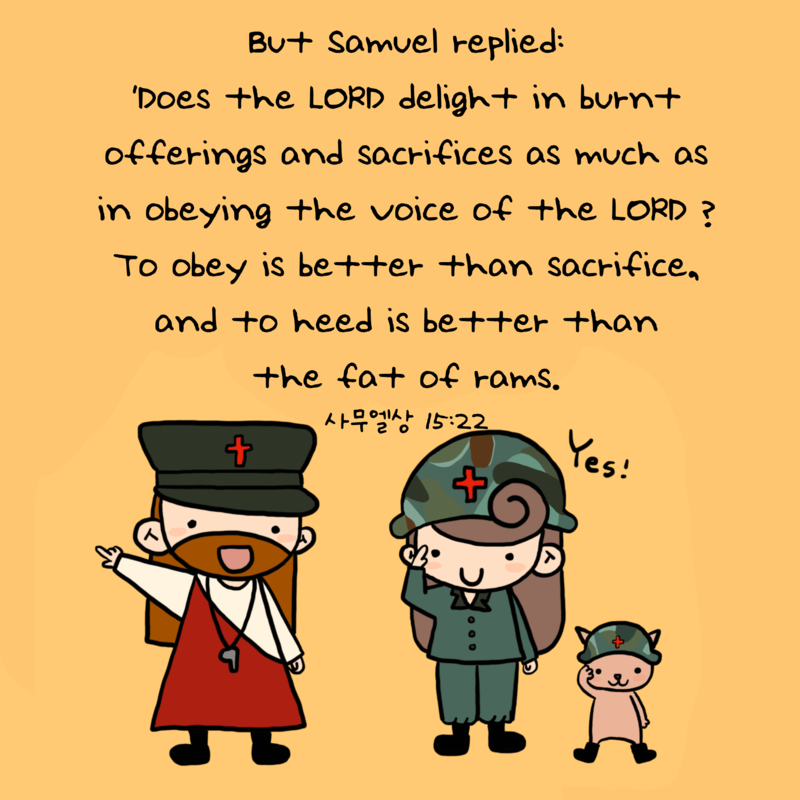 But Samuel replied:
'Does the LORD delight in burnt
offerings and sacrifices as much as
in obeying the voice of the LORD ?
To obey is better than sacrifice,
and to heed is better than
the fat of rams.
사무엘상 15:22
Yes!